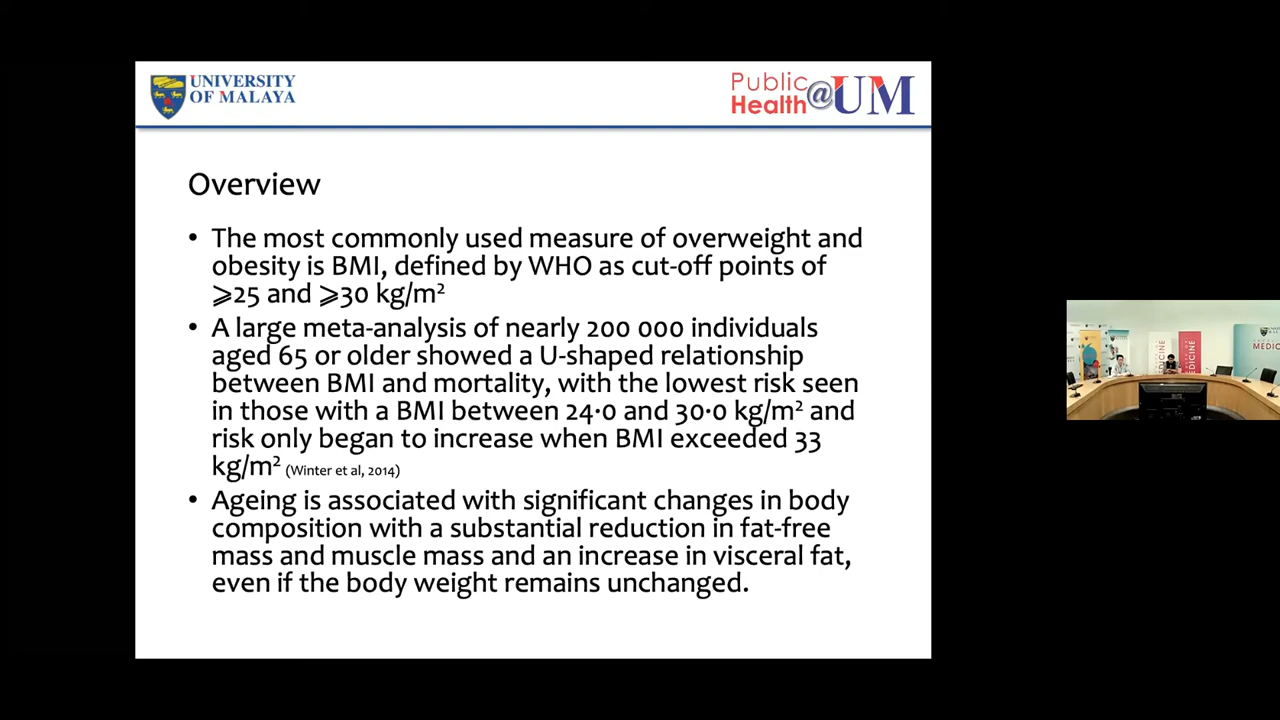 UNIVERSITY
OF MALAYA
Public
Health@UM
Overview
• The most commonly used measure of overweight and
obesity is BMI, defined by WHO as cut-off points of
⩾25 and ⩾30 kg/m²
• A large meta-analysis of nearly 200 000 individuals
aged 65 or older showed a U-shaped relationship
between BMI and mortality, with the lowest risk seen
in those with a BMI between 24·0 and 30·0 kg/m² and
risk only began to increase when BMI exceeded 33
kg/m² (Winter et al, 2014)
• Ageing is associated with significant changes in body
composition with a substantial reduction in fat-free
mass and muscle mass and an increase in visceral fat,
even if the body weight remains unchanged.
MEDICINE
MEDICINE